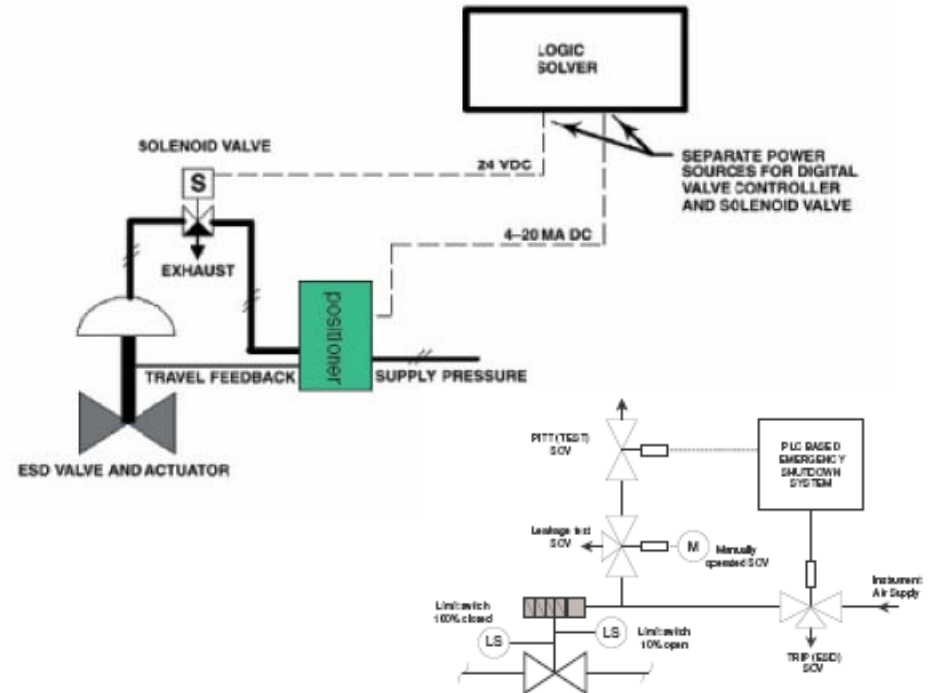 LOGIC
SOLVER
SOLENOID VALVE
S
24 VDC
SEPARATE POWER
SOURCES FOR DIGITAL
VALVE CONTROLLER
AND SOLENOID VALVE
4–20 MA DC
EXHAUST
positioner
TRAVEL FEEDBACK
SUPPLY PRESSURE
ESD VALVE AND ACTUATOR
PITT (TEST)
SOV
PLC BASED
EMERGENCY
SHUTDOWN
SYSTEM
Leakage test
SOV
M
Manually
operated SOV
Instrument
Air Supply
Limit switch
100% closed
LS
LS
Limit switch
10% open
TRIP (ESD)
SOV